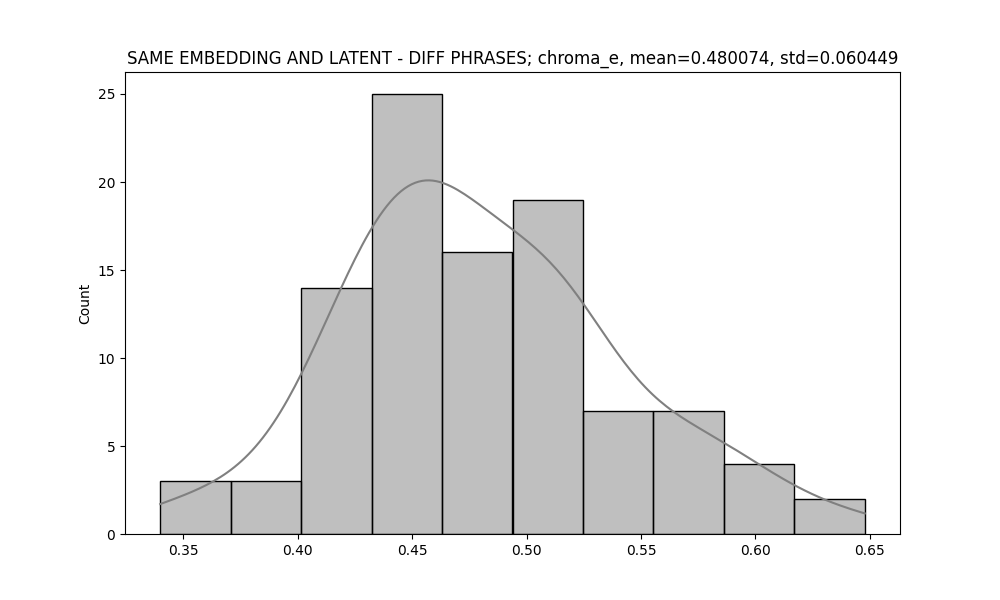 SAME EMBEDDING AND LATENT - DIFF PHRASES; chroma_e, mean=0.480074, std=0.060449
25
20
15
10
5
0
Count
0.35 0.40 0.45 0.50 0.55 0.60 0.65